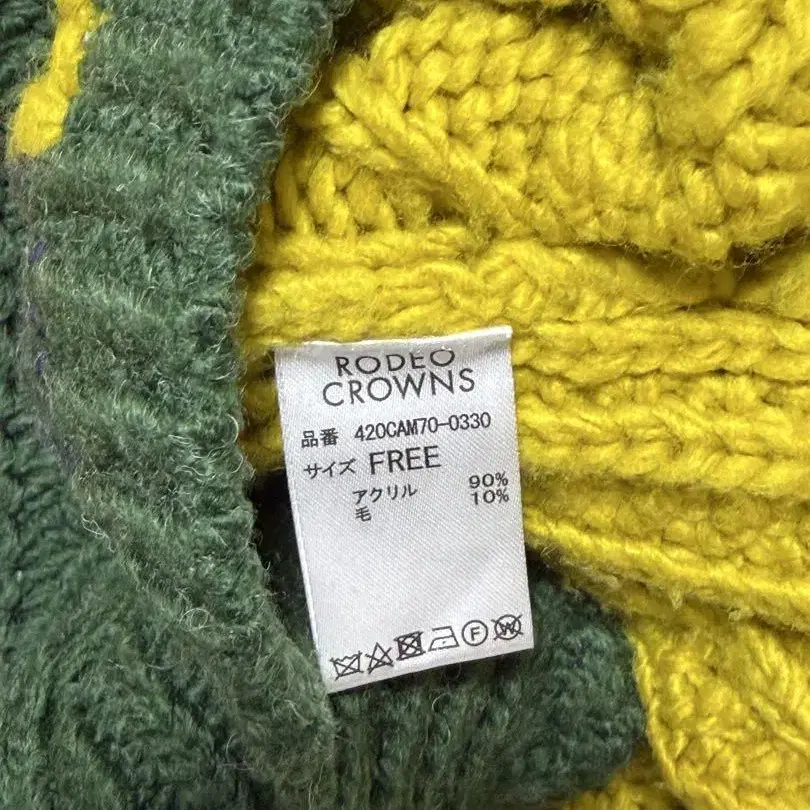 RODEO
CROWNS
品番 420CAM70-0330
サイズ FREE
アクリル 90%
毛 10%
F W